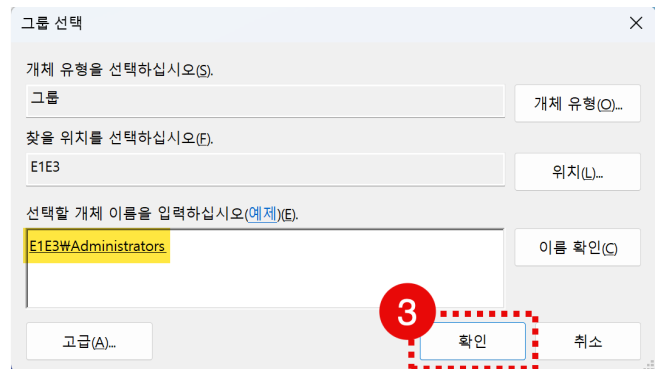 그룹 선택
개체 유형을 선택하십시오(S).
그룹
개체 유형(O)...
찾을 위치를 선택하십시오(F).
E1E3
위치(L)...
선택할 개체 이름을 입력하십시오(예제)(E).
E1E3₩Administrators
이름 확인(C)
3
고급(A)...
확인
취소